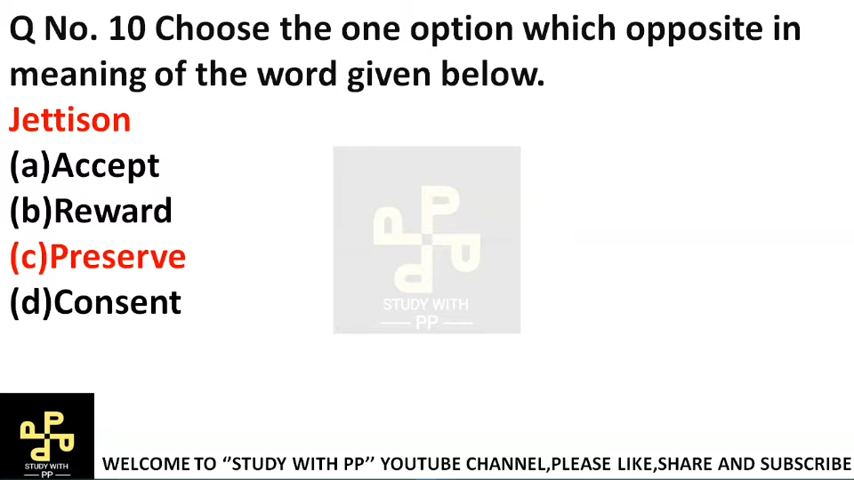 Q No. 10 Choose the one option which opposite in
meaning of the word given below.
Jettison
(a)Accept
(b)Reward
(c)Preserve
(d)Consent
STUDY WITH
PP
STUDY WITH
PP
WELCOME TO ‘’STUDY WITH PP’’ YOUTUBE CHANNEL,PLEASE LIKE,SHARE AND SUBSCRIBE